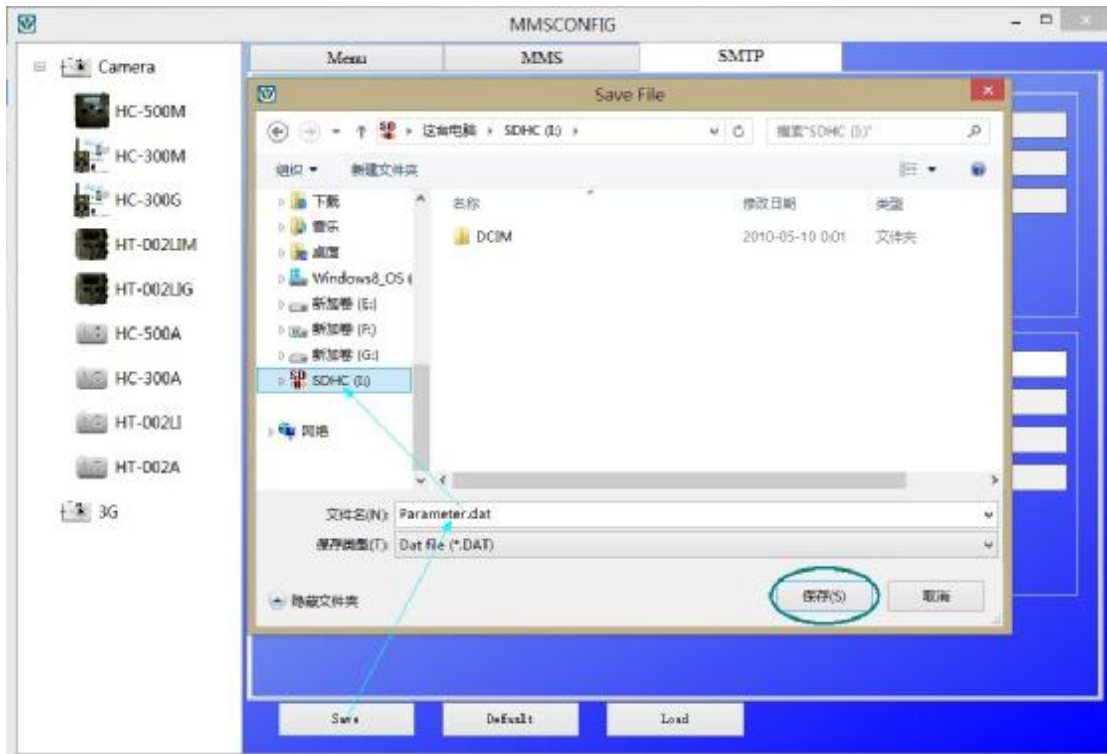 MMSCONFIG
Camera
HC-500M
HC-300M
HC-300G
HT-002LIM
HT-002LIG
HC-500A
HC-300A
HT-002LI
HT-002A
3G
Menu MMS SMTP
Save File
这台电脑 SDHC (I:)
搜索"SDHC (I:)"
组织 新建文件夹
下载
音乐
桌面
Windows8_OS (
新加卷 (E:)
新加卷 (F:)
新加卷 (G:)
SDHC (I:)
网络
名称 修改日期 类型
DCIM 2010-05-10 0:01 文件夹
文件名(N): Parameter.dat
保存类型(T): Dat file (*.DAT)
隐藏文件夹 保存(S) 取消
Save Default Load